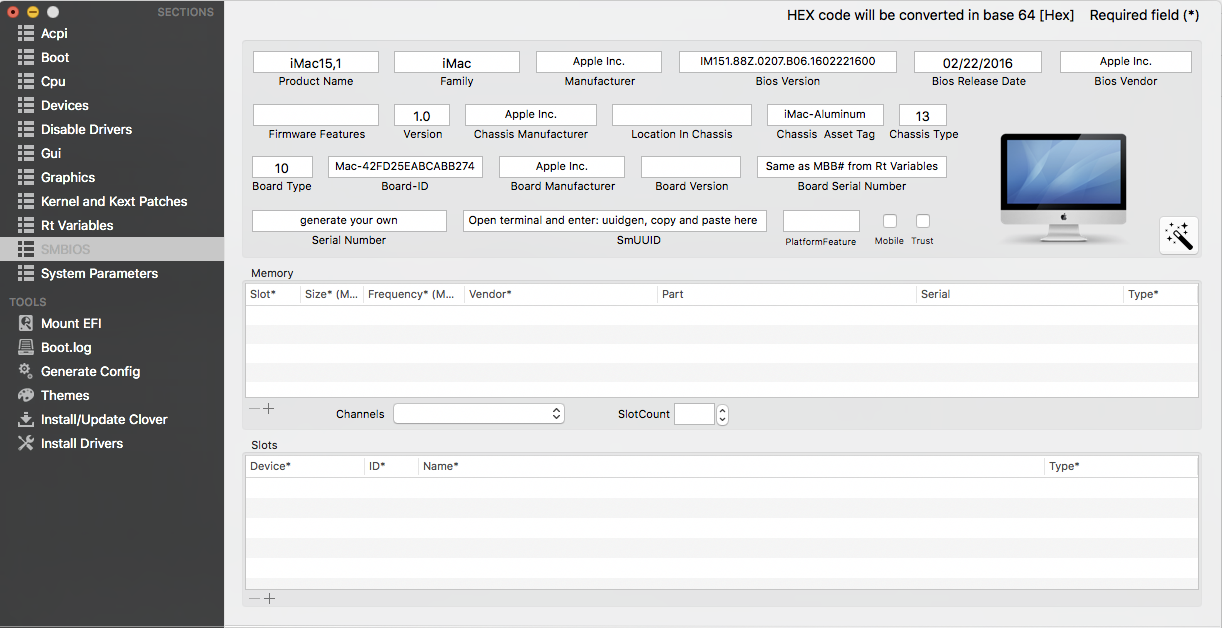 SECTIONS
Acpi
Boot
Cpu
Devices
Disable Drivers
Gui
Graphics
Kernel and Kext Patches
Rt Variables
SMBIOS
System Parameters
TOOLS
Mount EFI
Boot.log
Generate Config
Themes
Install/Update Clover
Install Drivers
HEX code will be converted in base 64 [Hex] Required field (*)
iMac15,1 iMac Apple Inc. IM151.88Z.0207.B06.1602221600 02/22/2016 Apple Inc.
Product Name Family Manufacturer Bios Version Bios Release Date Bios Vendor
1.0 Apple Inc. iMac-Aluminum 13
Firmware Features Version Chassis Manufacturer Location In Chassis Chassis Asset Tag Chassis Type
10 Mac-42FD25EABCABB274 Apple Inc. Same as MBB# from Rt Variables
Board Type Board-ID Board Manufacturer Board Version Board Serial Number
generate your own Open terminal and enter: uuidgen, copy and paste here
Serial Number SmUUID PlatformFeature Mobile Trust
Memory
Slot* Size* (M... Frequency* (M... Vendor* Part Serial Type*
Channels SlotCount
Slots
Device* ID* Name* Type*